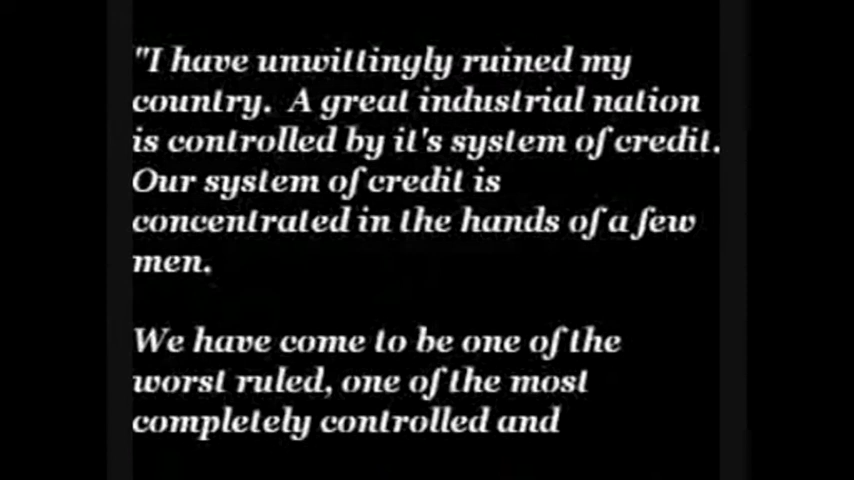 "I have unwittingly ruined my
country.  A great industrial nation
is controlled by it's system of credit.
Our system of credit is
concentrated in the hands of a few
men.
We have come to be one of the
worst ruled, one of the most
completely controlled and